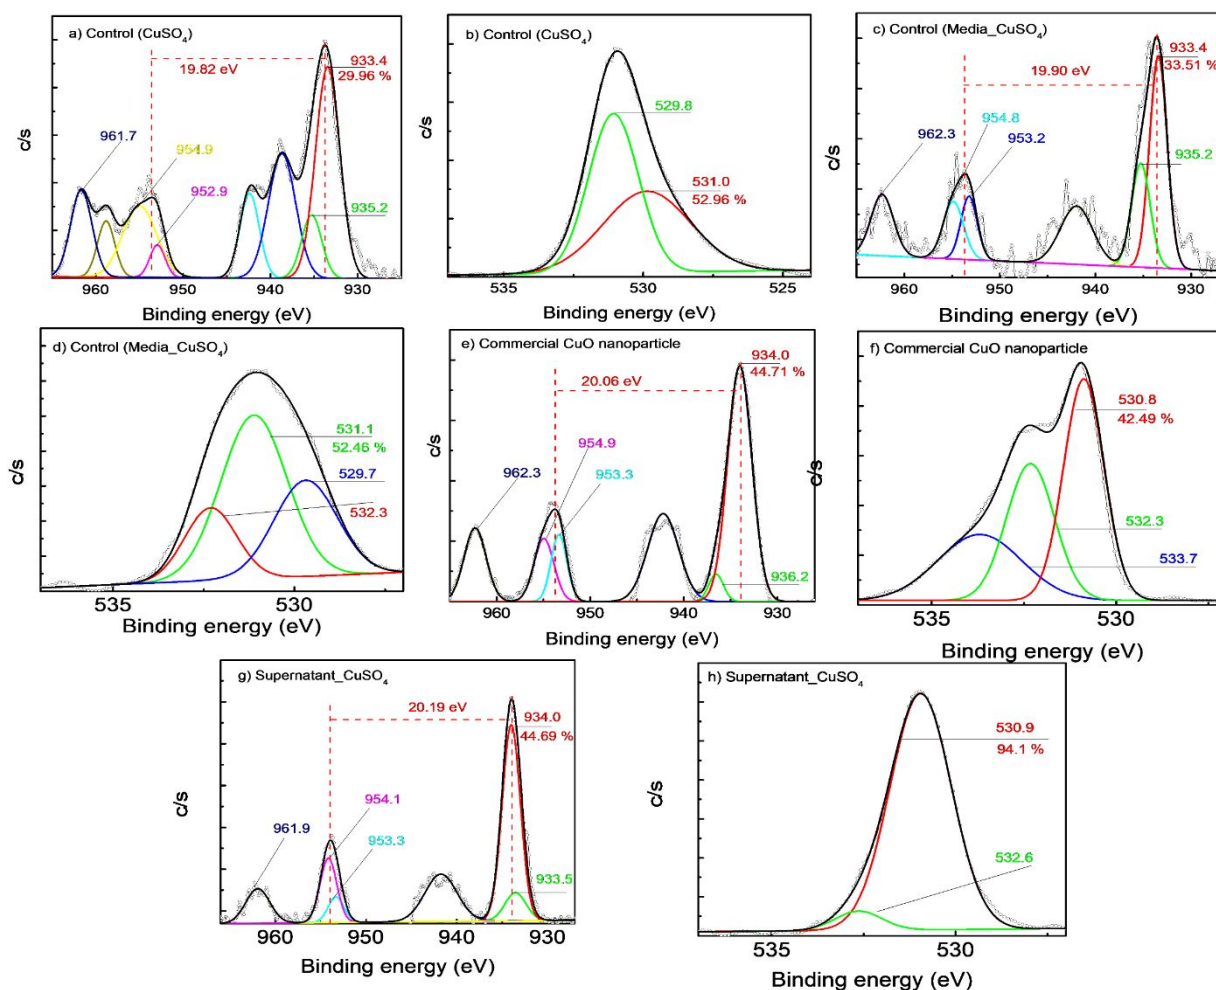 a) Control (CuSO4)
19.82 eV
933.4
29.96 %
961.7
954.9
952.9
935.2
c/s
960
950
940
930
Binding energy (eV)
b) Control (CuSO4)
529.8
531.0
52.96 %
c/s
535
530
524
Binding energy (eV)
c) Control (Media_CuSO4)
933.4
33.51 %
19.90 eV
962.3
954.8
953.2
935.2
c/s
960
950
940
930
Binding energy (eV)
d) Control (Media_CuSO4)
531.1
52.46 %
529.7
532.3
c/s
535
530
Binding energy (eV)
e) Commercial CuO nanoparticle
934.0
44.71 %
20.06 eV
962.3
954.9
953.3
936.2
c/s
960
950
940
930
Binding energy (eV)
f) Commercial CuO nanoparticle
530.8
42.49 %
532.3
533.7
c/s
535
530
Binding energy (eV)
g) Supernatant_CuSO4
20.19 eV
934.0
44.69 %
954.1
961.9
953.3
933.5
c/s
960
950
940
930
Binding energy (eV)
h) Supernatant_CuSO4
530.9
94.1 %
532.6
c/s
535
530
Binding energy (eV)